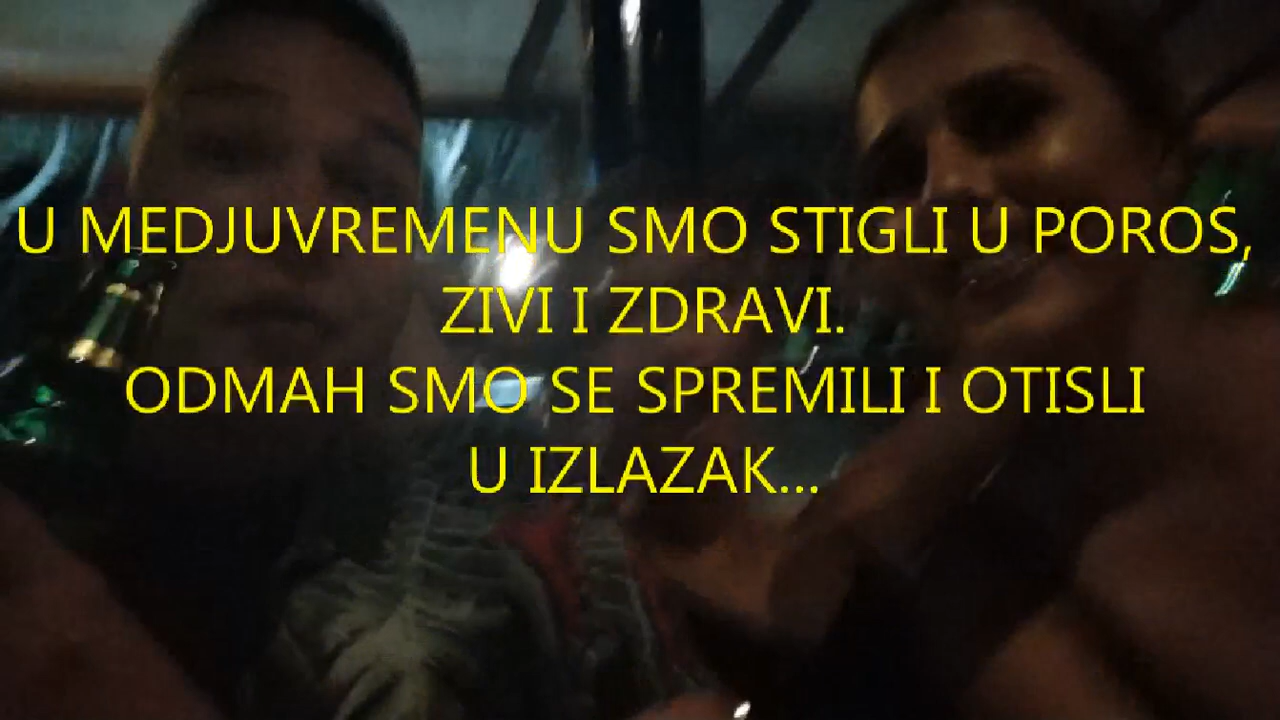 U MEDJUVREMENU SMO STIGLI U POROS,
ZIVI I ZDRAVI.
ODMAH SMO SE SPREMILI I OTISLI
U IZLAZAK...